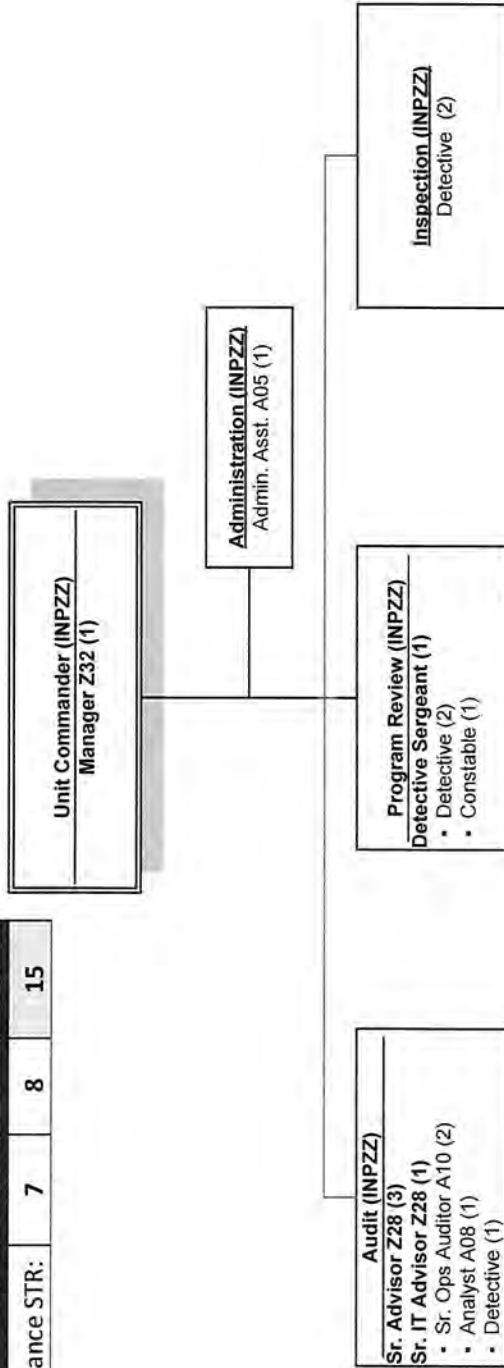 ance STR: 7 8 15
Unit Commander (INPZZ)
Manager Z32 (1)
Administration (INPZZ)
Admin. Asst. A05 (1)
Audit (INPZZ)
Sr. Advisor Z28 (3)
Sr. IT Advisor Z28 (1)
• Sr. Ops Auditor A10 (2)
• Analyst A08 (1)
• Detective (1)
Program Review (INPZZ)
Detective Sergeant (1)
• Detective (2)
• Constable (1)
Inspection (INPZZ)
Detective (2)